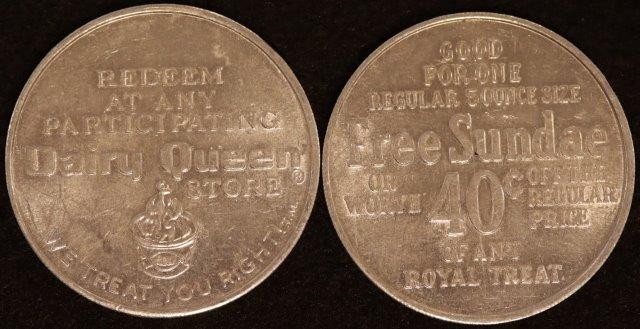 REDEEM
AT ANY
PARTICIPATING
Dairy Queen®
STORE
WE TREAT YOU RIGHT
GOOD
FOR ONE
REGULAR 5 OUNCE SIZE
Free Sundae
OR WORTH
40¢
OFF THE REGULAR PRICE
OF ANY
ROYAL TREAT.